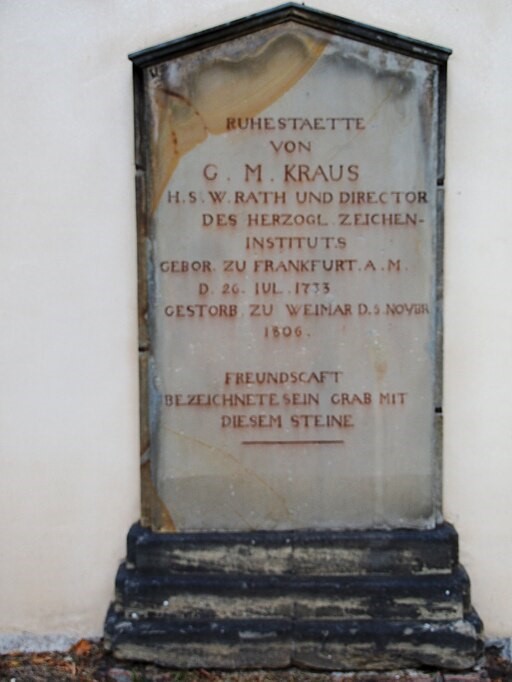 RUHESTAETTE
VON
G. M. KRAUS
H. S. W. RATH UND DIRECTOR
DES HERZOGL. ZEICHEN-
INSTITUTS
GEBOR. ZU FRANKFURT. A. M.
D. 26. IUL. 1733
GESTORB. ZU WEIMAR D. 5. NOVBR
1806.
FREUNDSCAFT
BEZEICHNETE SEIN GRAB MIT
DIESEM STEINE